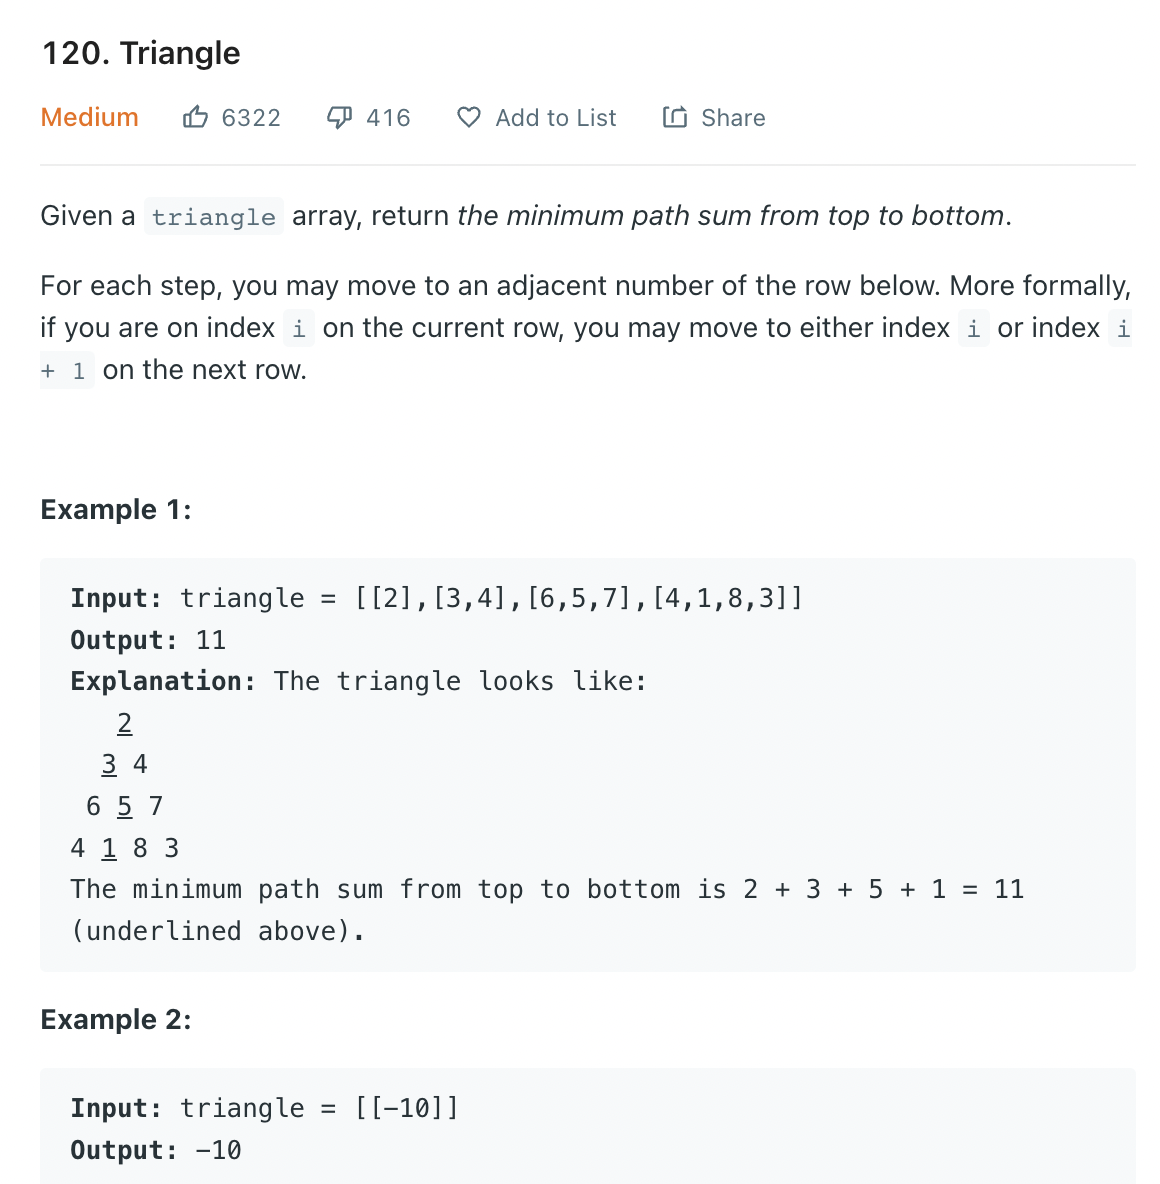 120. Triangle
Medium 6322 416 Add to List Share
Given a triangle array, return the minimum path sum from top to bottom.
For each step, you may move to an adjacent number of the row below. More formally,
if you are on index i on the current row, you may move to either index i or index i
+ 1 on the next row.
Example 1:
Input: triangle = [[2],[3,4],[6,5,7],[4,1,8,3]]
Output: 11
Explanation: The triangle looks like:
2
3 4
6 5 7
4 1 8 3
The minimum path sum from top to bottom is 2 + 3 + 5 + 1 = 11
(underlined above).
Example 2:
Input: triangle = [[-10]]
Output: -10